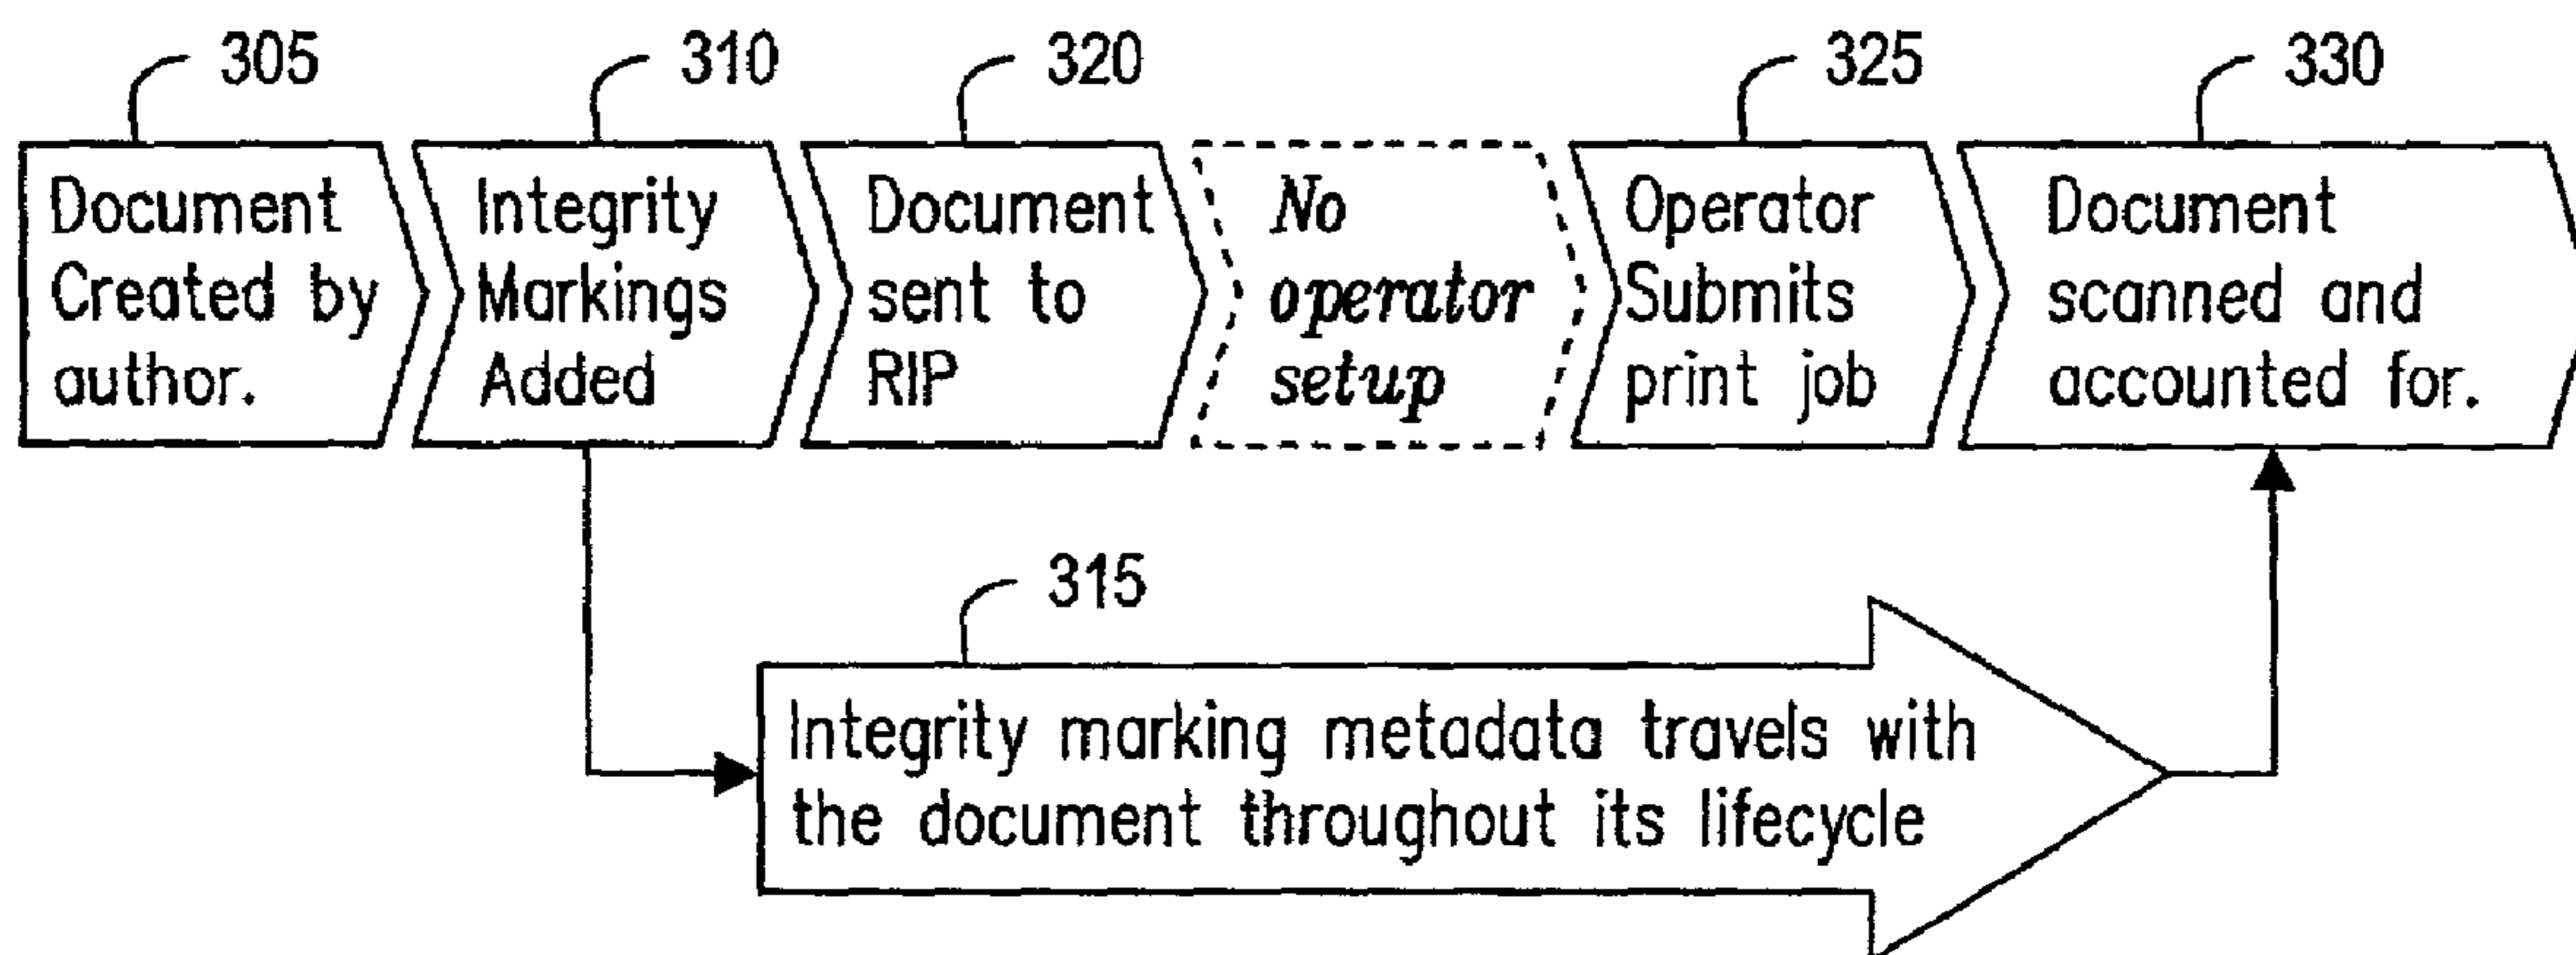 305
310
320
325
330
Document
Created by
author.
Integrity
Markings
Added
Document
sent to
RIP
No
operator
setup
Operator
Submits
print job
Document
scanned and
accounted for.
315
Integrity marking metadata travels with
the document throughout its lifecycle